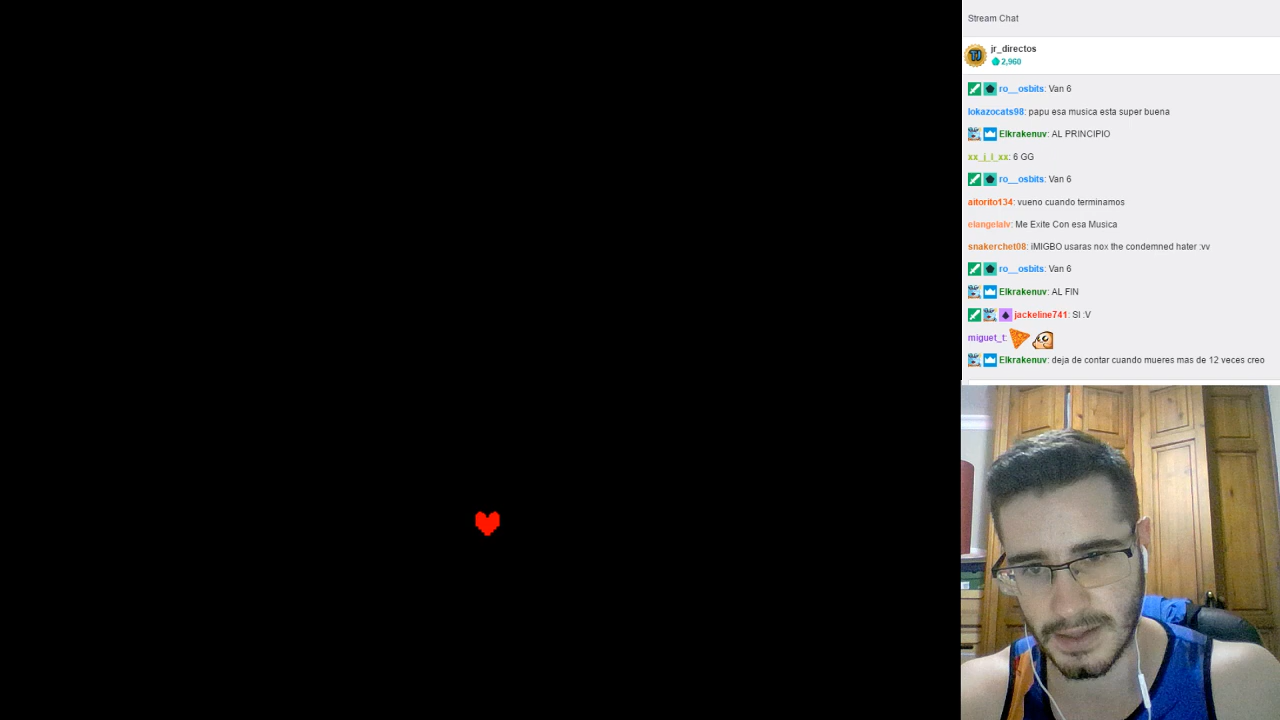 Stream Chat
jr_directos
2,960
ro__osbits: Van 6
lokazocats98: papu esa musica esta super buena
Elkrakenuv: AL PRINCIPIO
xx_j_l_xx: 6 GG
ro__osbits: Van 6
aitorito134: vueno cuando terminamos
elangelalv: Me Exite Con esa Musica
snakerchet08: iMIGBO usaras nox the condemned hater :vv
ro__osbits: Van 6
Elkrakenuv: AL FIN
jackeline741: SI :V
miguet_t:
Elkrakenuv: deja de contar cuando mueres mas de 12 veces creo